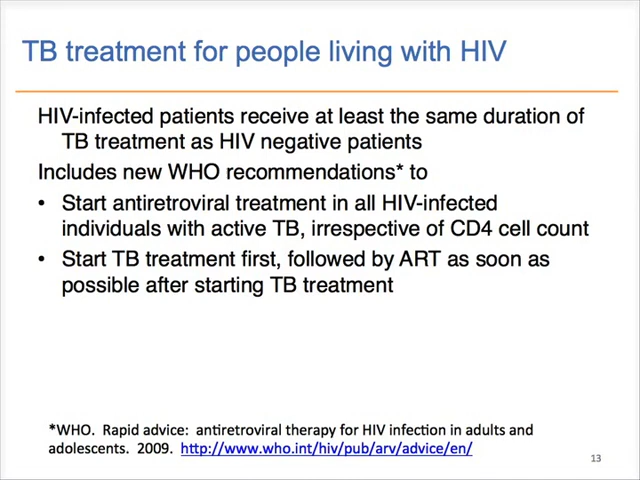 TB treatment for people living with HIV
HIV-infected patients receive at least the same duration of
TB treatment as HIV negative patients
Includes new WHO recommendations* to
• Start antiretroviral treatment in all HIV-infected
individuals with active TB, irrespective of CD4 cell count
• Start TB treatment first, followed by ART as soon as
possible after starting TB treatment
*WHO. Rapid advice: antiretroviral therapy for HIV infection in adults and
adolescents. 2009. http://www.who.int/hiv/pub/arv/advice/en/
13